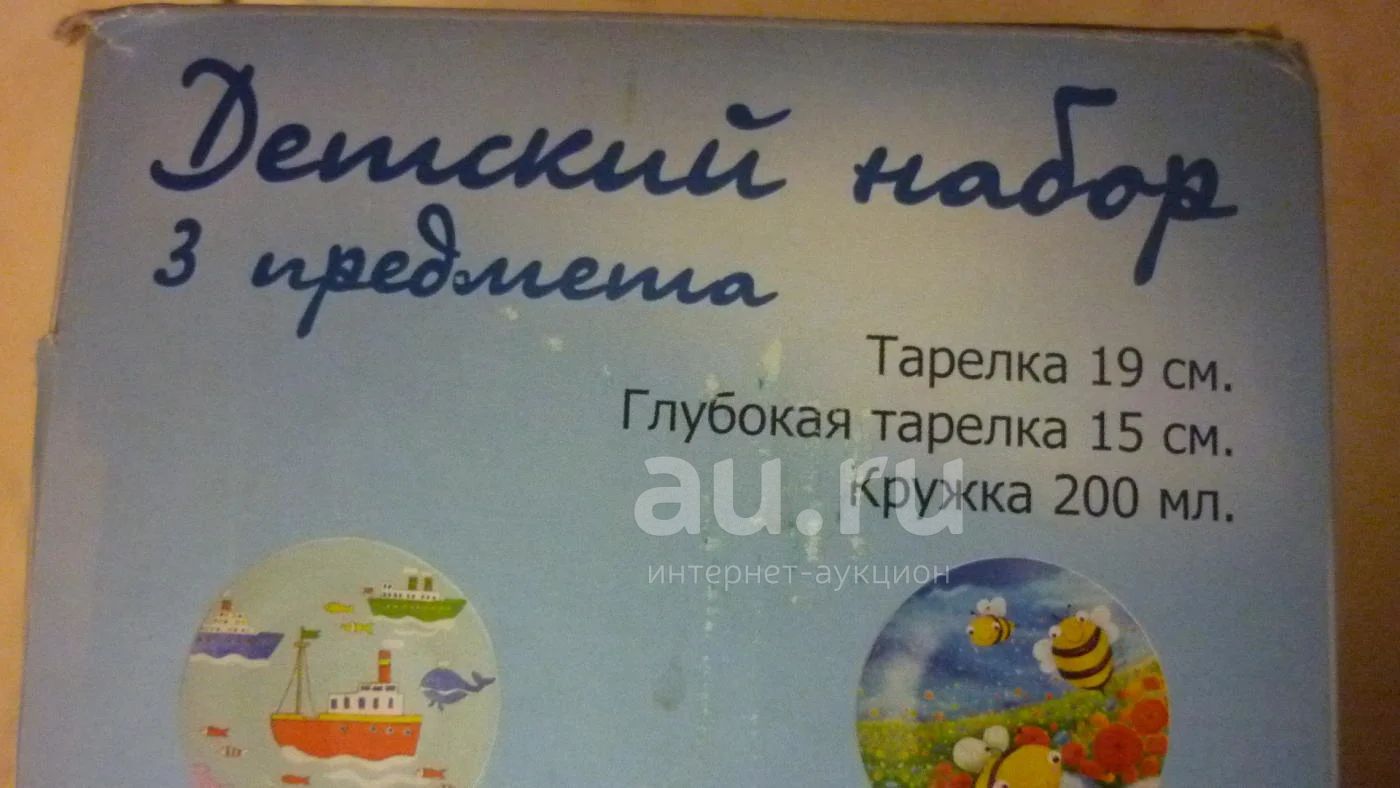 Детский набор
3 предмета
Тарелка 19 см.
Глубокая тарелка 15 см.
Кружка 200 мл.
au.ru
интернет-аукцион